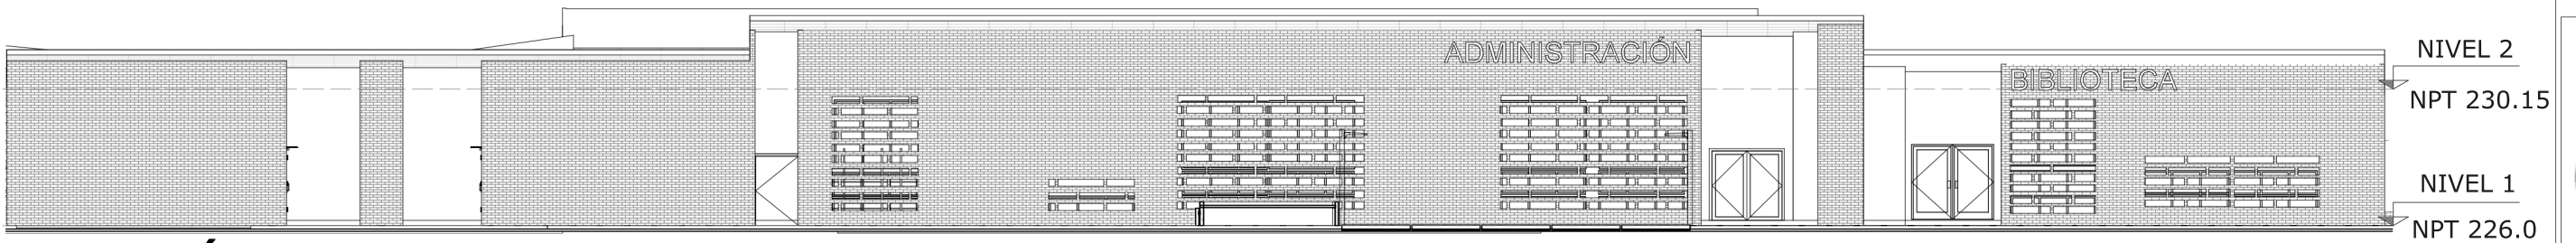 ADMINISTRACIÓN
BIBLIOTECA
NIVEL 2
NPT 230.15
NIVEL 1
NPT 226.0